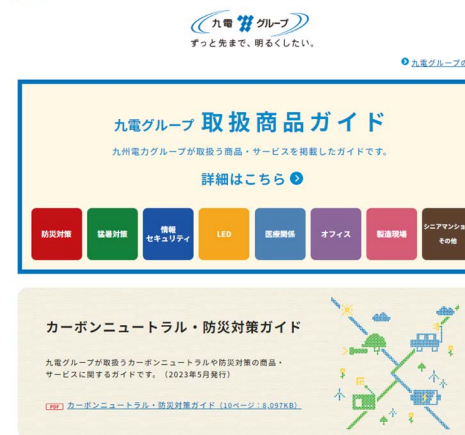 九電 グループ
ずっと先まで、明るくしたい。
九電グループの
九電グループ 取扱商品ガイド
九州電力グループが取扱う商品・サービスを掲載したガイドです。
詳細はこちら
防災対策
猛暑対策
情報
セキュリティ
LED
医療関係
オフィス
製造現場
シニアマンショ
その他
カーボンニュートラル・防災対策ガイド
九電グループが取扱うカーボンニュートラルや防災対策の商品・
サービスに関するガイドです。（2023年5月発行）
PDF カーボンニュートラル・防災対策ガイド（10ページ：8,097KB）